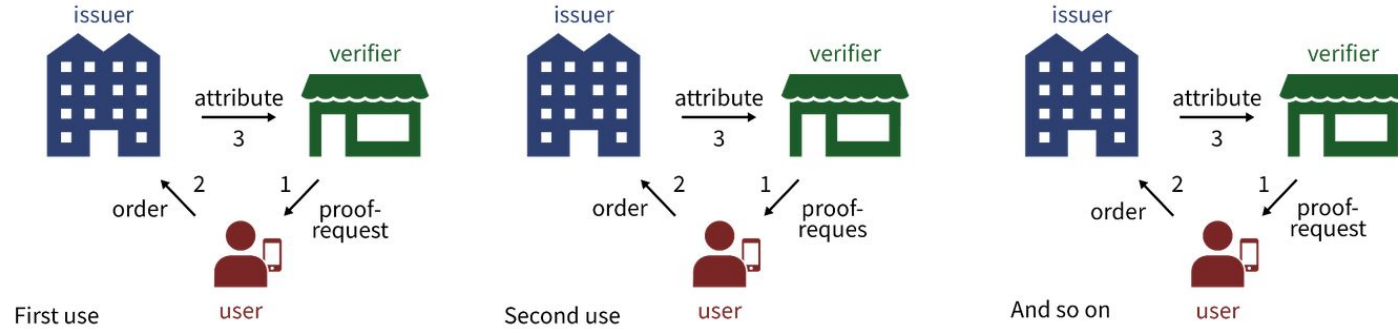 issuer
verifier
attribute
3
2
1
order
proof-
request
user
First use
issuer
verifier
attribute
3
2
1
order
proof-
reques
user
Second use
issuer
verifier
attribute
3
2
1
order
proof-
request
user
And so on